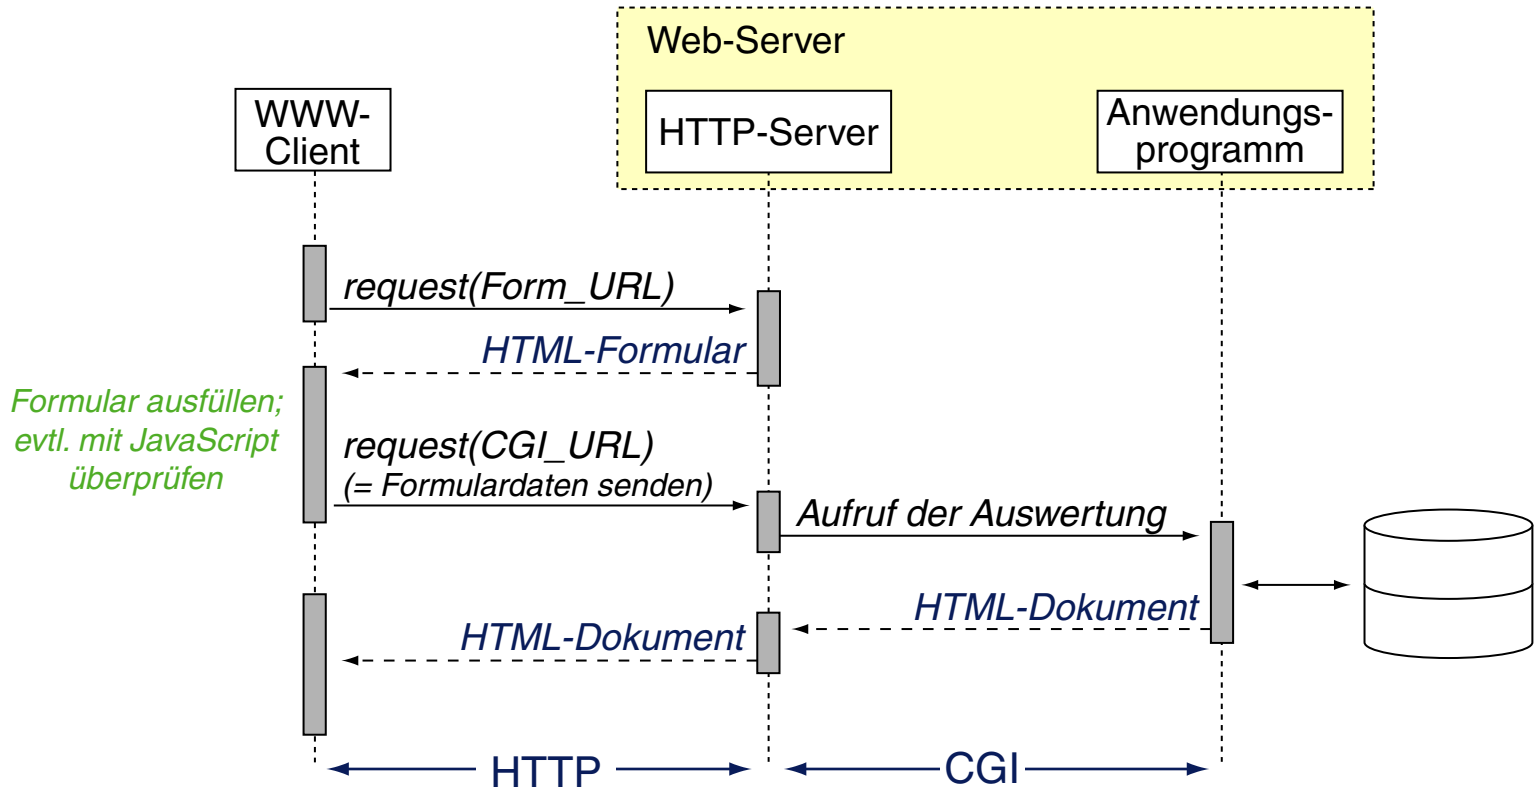 Web-Server
WWW-
Client
HTTP-Server
Anwendungs-
programm
request(Form_URL)
HTML-Formular
Formular ausfüllen;
evtl. mit JavaScript
überprüfen
request(CGI_URL)
(= Formulardaten senden)
Aufruf der Auswertung
HTML-Dokument
HTML-Dokument
HTTP
CGI